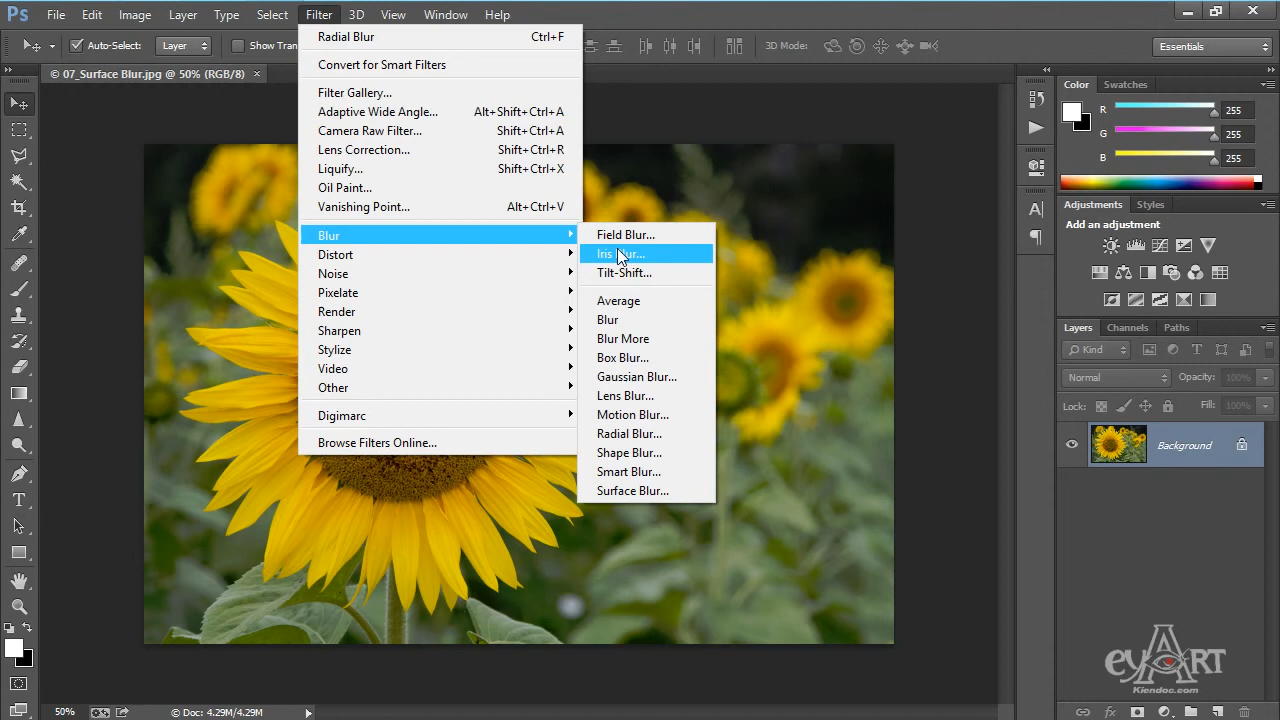 Ps File Edit Image Layer Type Select Filter 3D View Window Help
Auto-Select: Layer Show Tran 3D Mode: Essentials
© 07_Surface Blur.jpg @ 50% (RGB/8) ×
Radial Blur Ctrl+F
Convert for Smart Filters
Filter Gallery...
Adaptive Wide Angle... Alt+Shift+Ctrl+A
Camera Raw Filter... Shift+Ctrl+A
Lens Correction... Shift+Ctrl+R
Liquify... Shift+Ctrl+X
Oil Paint...
Vanishing Point... Alt+Ctrl+V
Blur
Distort
Noise
Pixelate
Render
Sharpen
Stylize
Video
Other
Digimarc
Browse Filters Online...
Field Blur...
Iris Blur...
Tilt-Shift...
Average
Blur
Blur More
Box Blur...
Gaussian Blur...
Lens Blur...
Motion Blur...
Radial Blur...
Shape Blur...
Smart Blur...
Surface Blur...
Color Swatches
R 255
G 255
B 255
Adjustments Styles
Add an adjustment
Layers Channels Paths
Kind
Normal Opacity: 100%
Lock: Fill: 100%
Background
eyART
Kiendoc.com
50% © Doc: 4.29M/4.29M